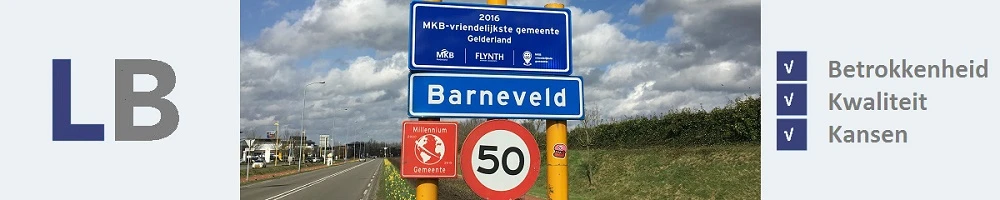 LB
2016
MKB-vriendelijkste gemeente
Gelderland
MKB
FLYNTH
Barneveld
Millennium
Gemeente
50
√ Betrokkenheid
√ Kwaliteit
√ Kansen